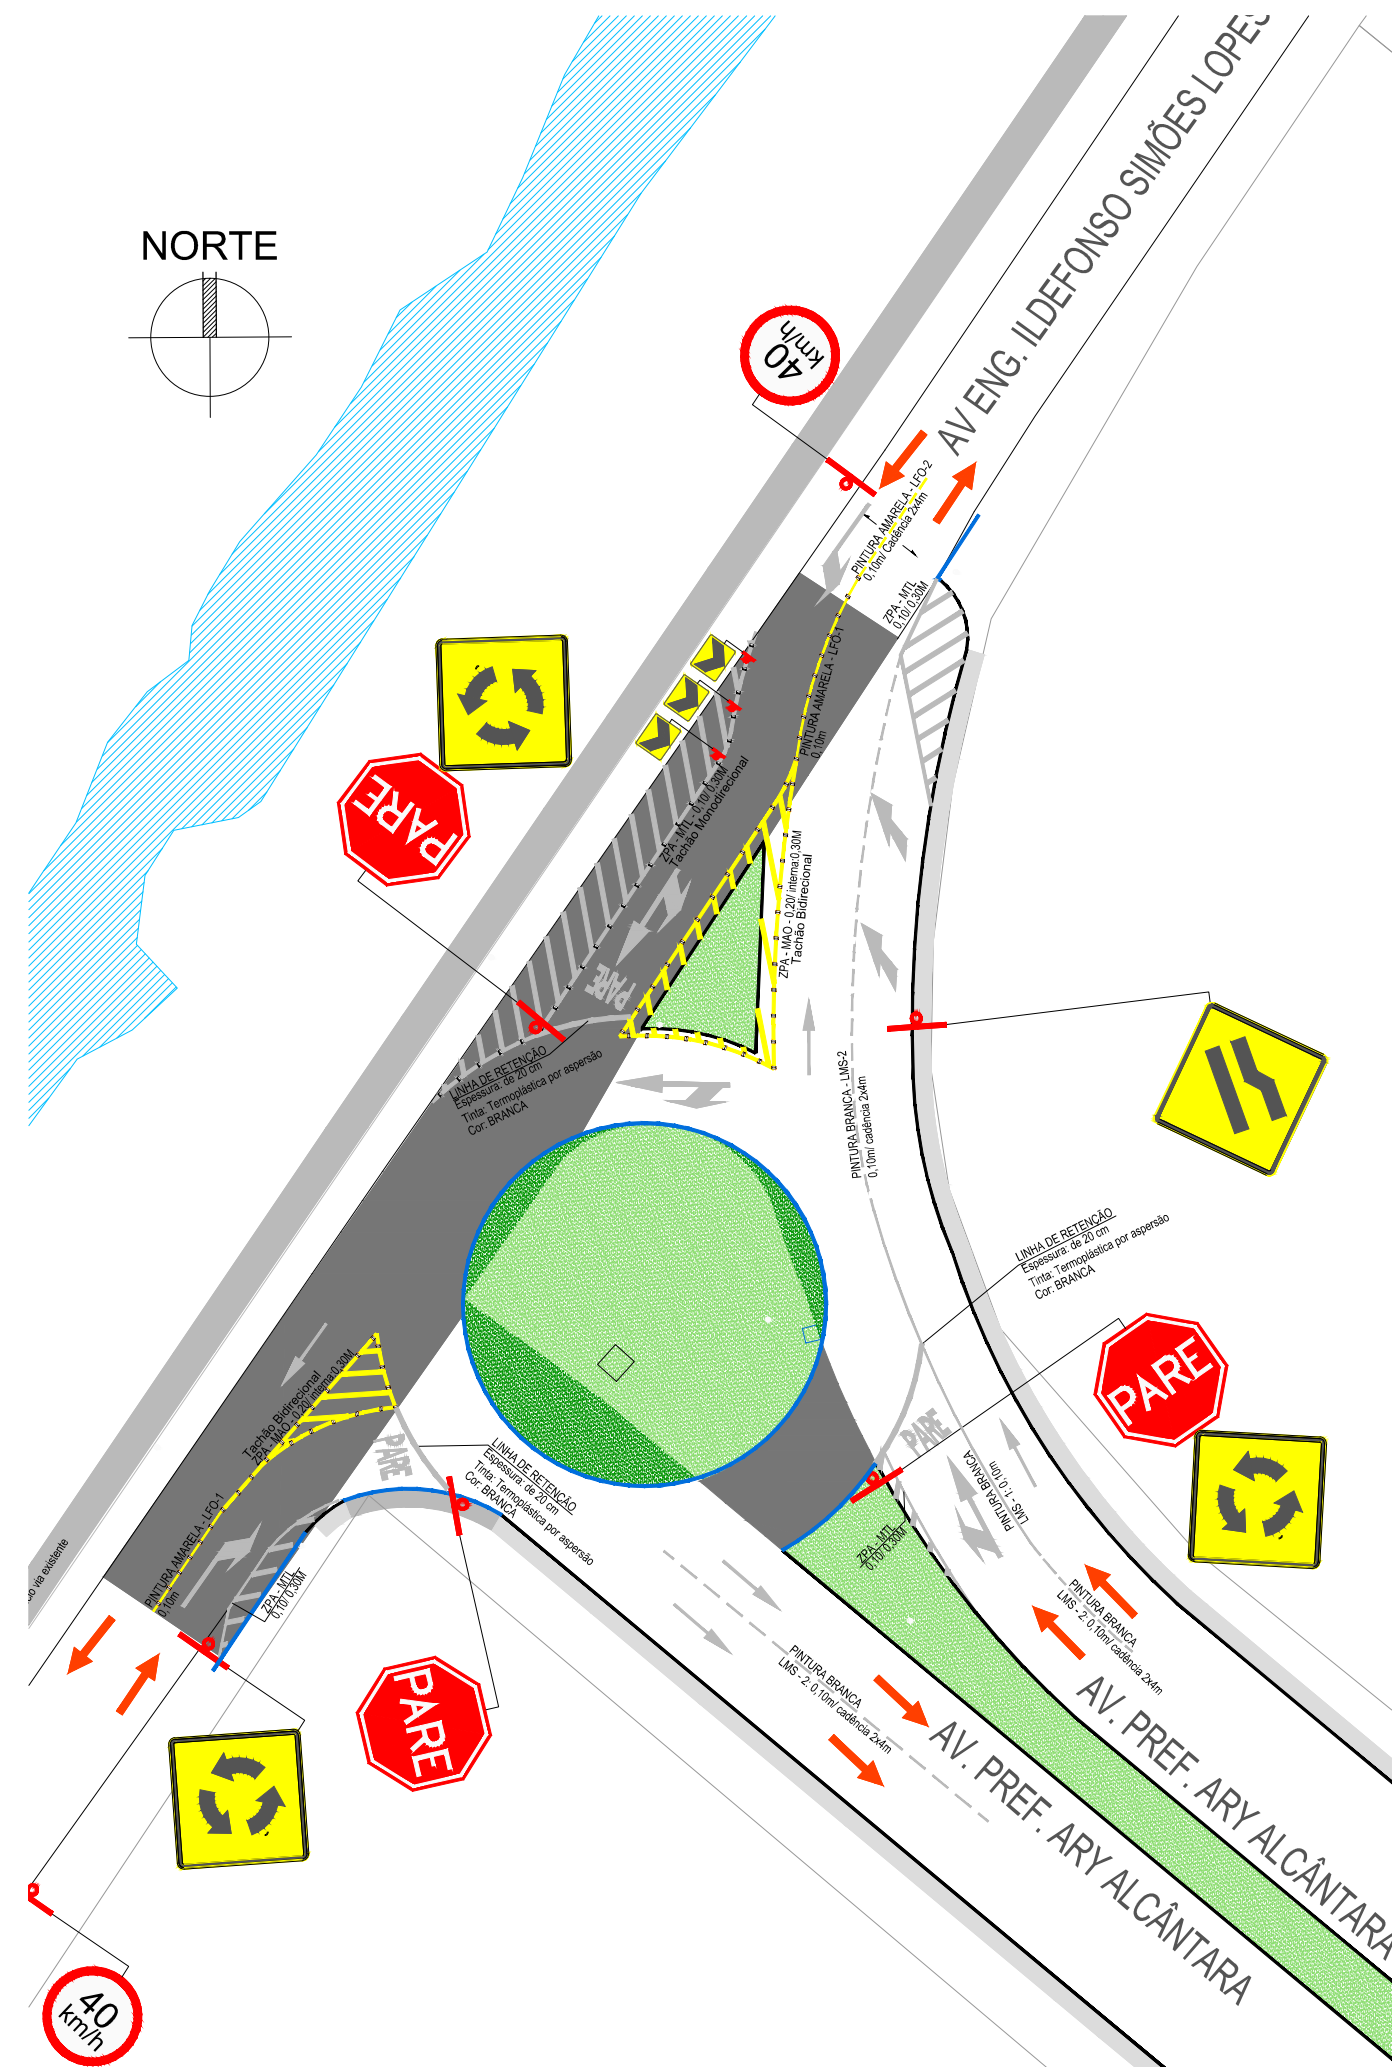 NORTE
AV ENG. ILDEFONSO SIMÕES LOPES
40
km/h
PINTURA AMARELA - LFO-2
0,10m/ Cadência 2x4m
ZPA - MTL
0,10/ 0,30M
PINTURA AMARELA - LFO-1
0,10m
ZPA - MTL - 0,10/ 0,30M
Tachão Monodirecional
PARE
ZPA - MAO - 0,20/ interna:0,30M
Tachão Bidirecional
PARE
LINHA DE RETENÇÃO
Espessura: de 20 cm
Tinta: Termoplástica por aspersão
Cor: BRANCA
PINTURA BRANCA - LMS-2
0,10m/ cadência 2x4m
LINHA DE RETENÇÃO
Espessura: de 20 cm
Tinta: Termoplástica por aspersão
Cor: BRANCA
PARE
PARE
PINTURA BRANCA
LMS - 1: 0,10m
Tachão Bidirecional
ZPA - MAO - 0,20/ interna:0,30M
PARE
LINHA DE RETENÇÃO
Espessura: de 20 cm
Tinta: Termoplástica por aspersão
Cor: BRANCA
PINTURA AMARELA - LFO-1
0,10m
via existente
ZPA - MTL
0,10/ 0,30M
ZPA - MTL
0,10/ 0,30M
PINTURA BRANCA
LMS - 2: 0,10m/ cadência 2x4m
PINTURA BRANCA
LMS - 2: 0,10m/ cadência 2x4m
PARE
AV. PREF. ARY ALCÂNTARA
AV. PREF. ARY ALCÂNTARA
40
km/h